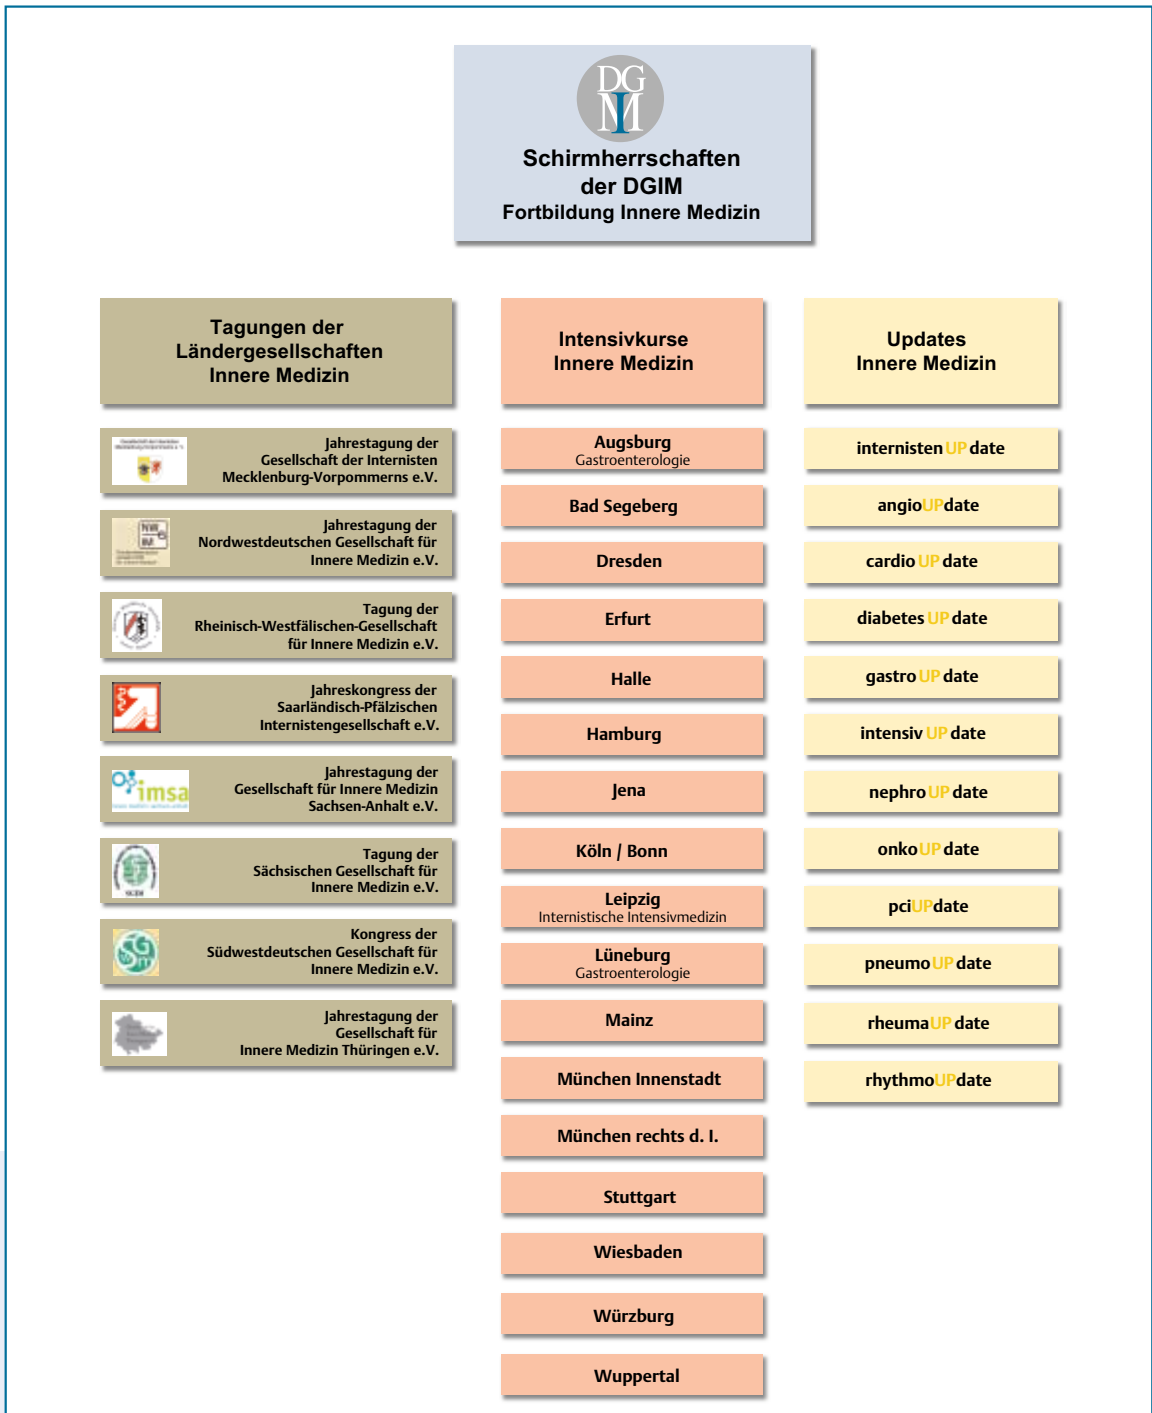 DG
IM
Schirmherrschaften
der DGIM
Fortbildung Innere Medizin
Tagungen der
Ländergesellschaften
Innere Medizin
Jahrestagung der
Gesellschaft der Internisten
Mecklenburg-Vorpommerns e.V.
Jahrestagung der
Nordwestdeutschen Gesellschaft für
Innere Medizin e.V.
Tagung der
Rheinisch-Westfälischen-Gesellschaft
für Innere Medizin e.V.
Jahreskongress der
Saarländisch-Pfälzischen
Internistengesellschaft e.V.
imsa
Jahrestagung der
Gesellschaft für Innere Medizin
Sachsen-Anhalt e.V.
Tagung der
Sächsischen Gesellschaft für
Innere Medizin e.V.
Kongress der
Südwestdeutschen Gesellschaft für
Innere Medizin e.V.
Jahrestagung der
Gesellschaft für
Innere Medizin Thüringen e.V.
Intensivkurse
Innere Medizin
Augsburg
Gastroenterologie
Bad Segeberg
Dresden
Erfurt
Halle
Hamburg
Jena
Köln / Bonn
Leipzig
Internistische Intensivmedizin
Lüneburg
Gastroenterologie
Mainz
München Innenstadt
München rechts d. I.
Stuttgart
Wiesbaden
Würzburg
Wuppertal
Updates
Innere Medizin
internisten UP date
angioUPdate
cardio UP date
diabetes UP date
gastro UP date
intensiv UP date
nephro UP date
onko UP date
pciUPdate
pneumo UP date
rheuma UP date
rhythmoUPdate